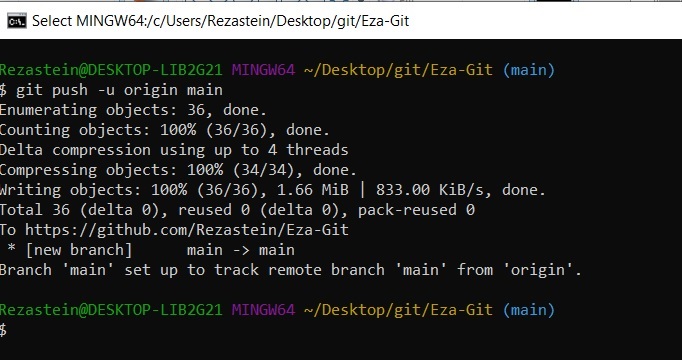 Select MINGW64:/c/Users/Rezastein/Desktop/git/Eza-Git
Rezastein@DESKTOP-LIB2G21 MINGW64 ~/Desktop/git/Eza-Git (main)
$ git push -u origin main
Enumerating objects: 36, done.
Counting objects: 100% (36/36), done.
Delta compression using up to 4 threads
Compressing objects: 100% (34/34), done.
Writing objects: 100% (36/36), 1.66 MiB | 833.00 KiB/s, done.
Total 36 (delta 0), reused 0 (delta 0), pack-reused 0
To https://github.com/Rezastein/Eza-Git
 * [new branch]      main -> main
Branch 'main' set up to track remote branch 'main' from 'origin'.
Rezastein@DESKTOP-LIB2G21 MINGW64 ~/Desktop/git/Eza-Git (main)
$